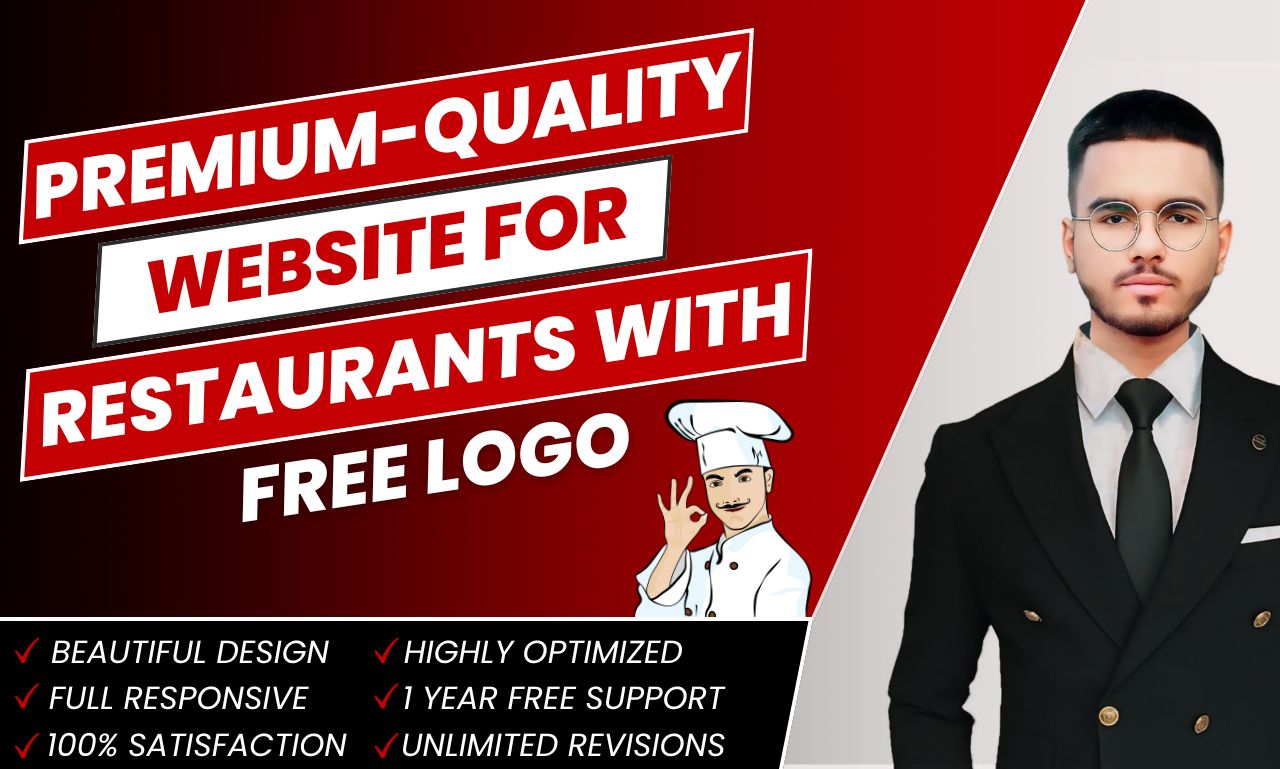 PREMIUM-QUALITY
WEBSITE FOR
RESTAURANTS WITH
FREE LOGO
BEAUTIFUL DESIGN
FULL RESPONSIVE
100% SATISFACTION
HIGHLY OPTIMIZED
1 YEAR FREE SUPPORT
UNLIMITED REVISIONS